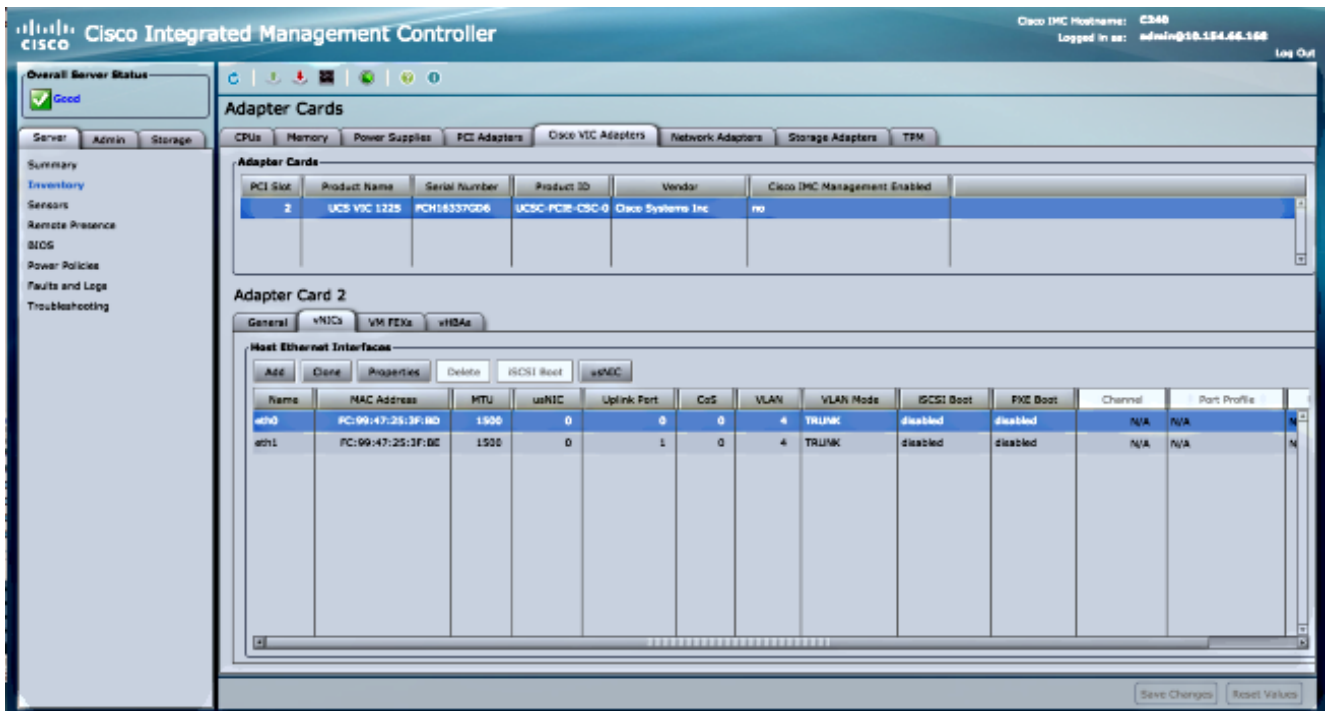 CISCO Cisco Integrated Management Controller
Cisco IMC Hostname: C240
Logged in as: admin@10.154.66.168
Log Out
Overall Server Status
Good
Server Admin Storage
Summary
Inventory
Sensors
Remote Presence
BIOS
Power Policies
Faults and Logs
Troubleshooting
Adapter Cards
CPUs Memory Power Supplies PCI Adapters Cisco VIC Adapters Network Adapters Storage Adapters TPM
Adapter Cards
PCI Slot Product Name Serial Number Product ID Vendor Cisco IMC Management Enabled
2 UCS VIC 1225 FCH16337GD6 UCSC-PCIE-CSC-0 Cisco Systems Inc no
Adapter Card 2
General vNICs VM FEXs vHBAs
Host Ethernet Interfaces
Add Clone Properties Delete iSCSI Boot usNIC
Name MAC Address MTU usNIC Uplink Port CoS VLAN VLAN Mode iSCSI Boot PXE Boot Channel Port Profile
eth0 FC:99:47:25:3F:BD 1500 0 0 0 4 TRUNK disabled disabled N/A N/A N
eth1 FC:99:47:25:3F:BE 1500 0 1 0 4 TRUNK disabled disabled N/A N/A N
Save Changes Reset Values